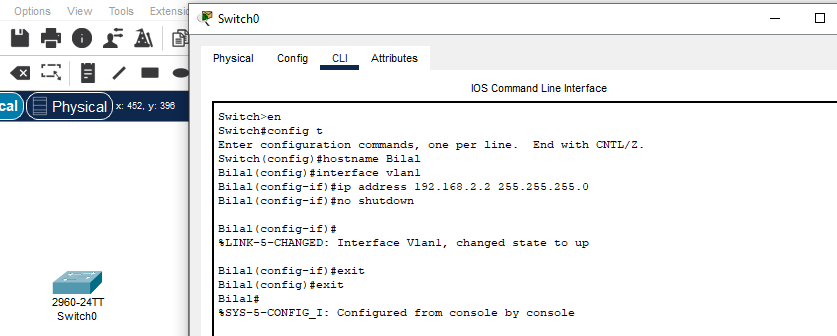 Options View Tools Extensi
Switch0
Physical Config CLI Attributes
cal Physical x: 452, y: 396
IOS Command Line Interface
Switch>en
Switch#config t
Enter configuration commands, one per line.  End with CNTL/Z.
Switch(config)#hostname Bilal
Bilal(config)#interface vlan1
Bilal(config-if)#ip address 192.168.2.2 255.255.255.0
Bilal(config-if)#no shutdown
Bilal(config-if)#
%LINK-5-CHANGED: Interface Vlan1, changed state to up
Bilal(config-if)#exit
Bilal(config)#exit
Bilal#
%SYS-5-CONFIG_I: Configured from console by console
2960-24TT
Switch0